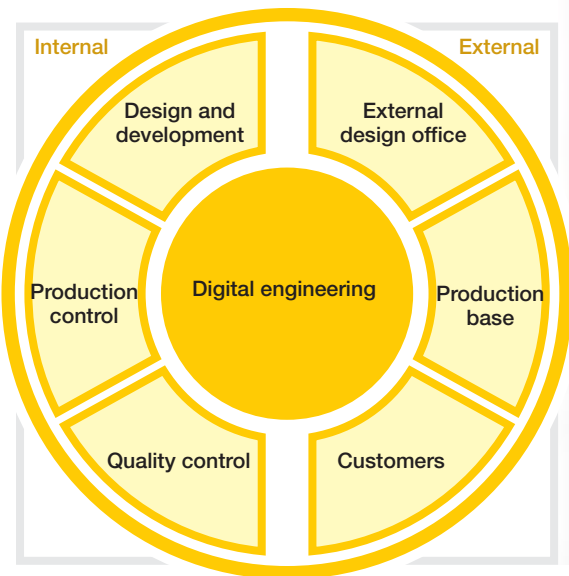 Internal
External
Design and
development
External
design office
Production
control
Digital engineering
Production
base
Quality control
Customers